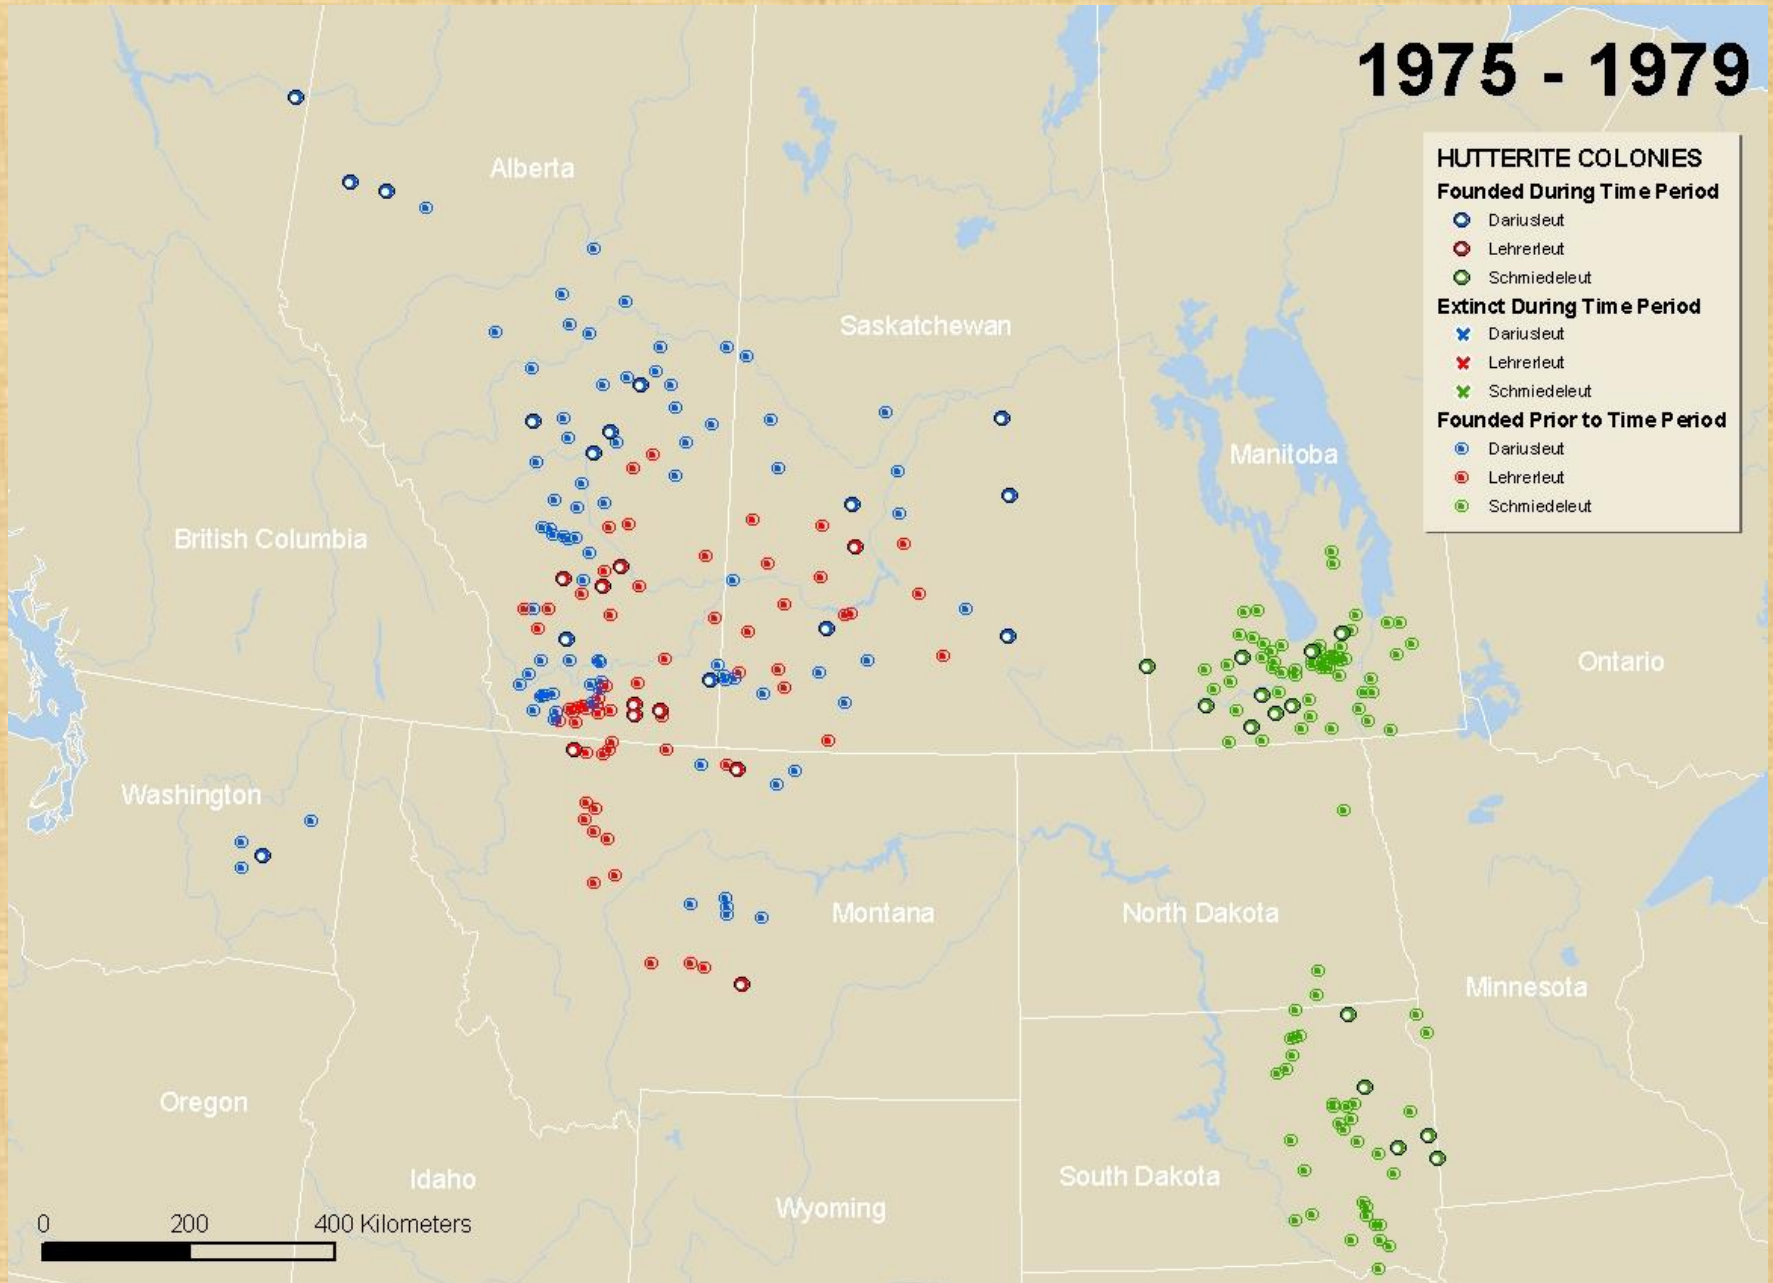 1975 - 1979
HUTTERITE COLONIES
Founded During Time Period
Dariusleut
Lehrerleut
Schmiedeleut
Extinct During Time Period
Dariusleut
Lehrerleut
Schmiedeleut
Founded Prior to Time Period
Dariusleut
Lehrerleut
Schmiedeleut
Alberta
Saskatchewan
Manitoba
British Columbia
Ontario
Washington
Montana
North Dakota
Minnesota
Oregon
Idaho
South Dakota
Wyoming
0 200 400 Kilometers